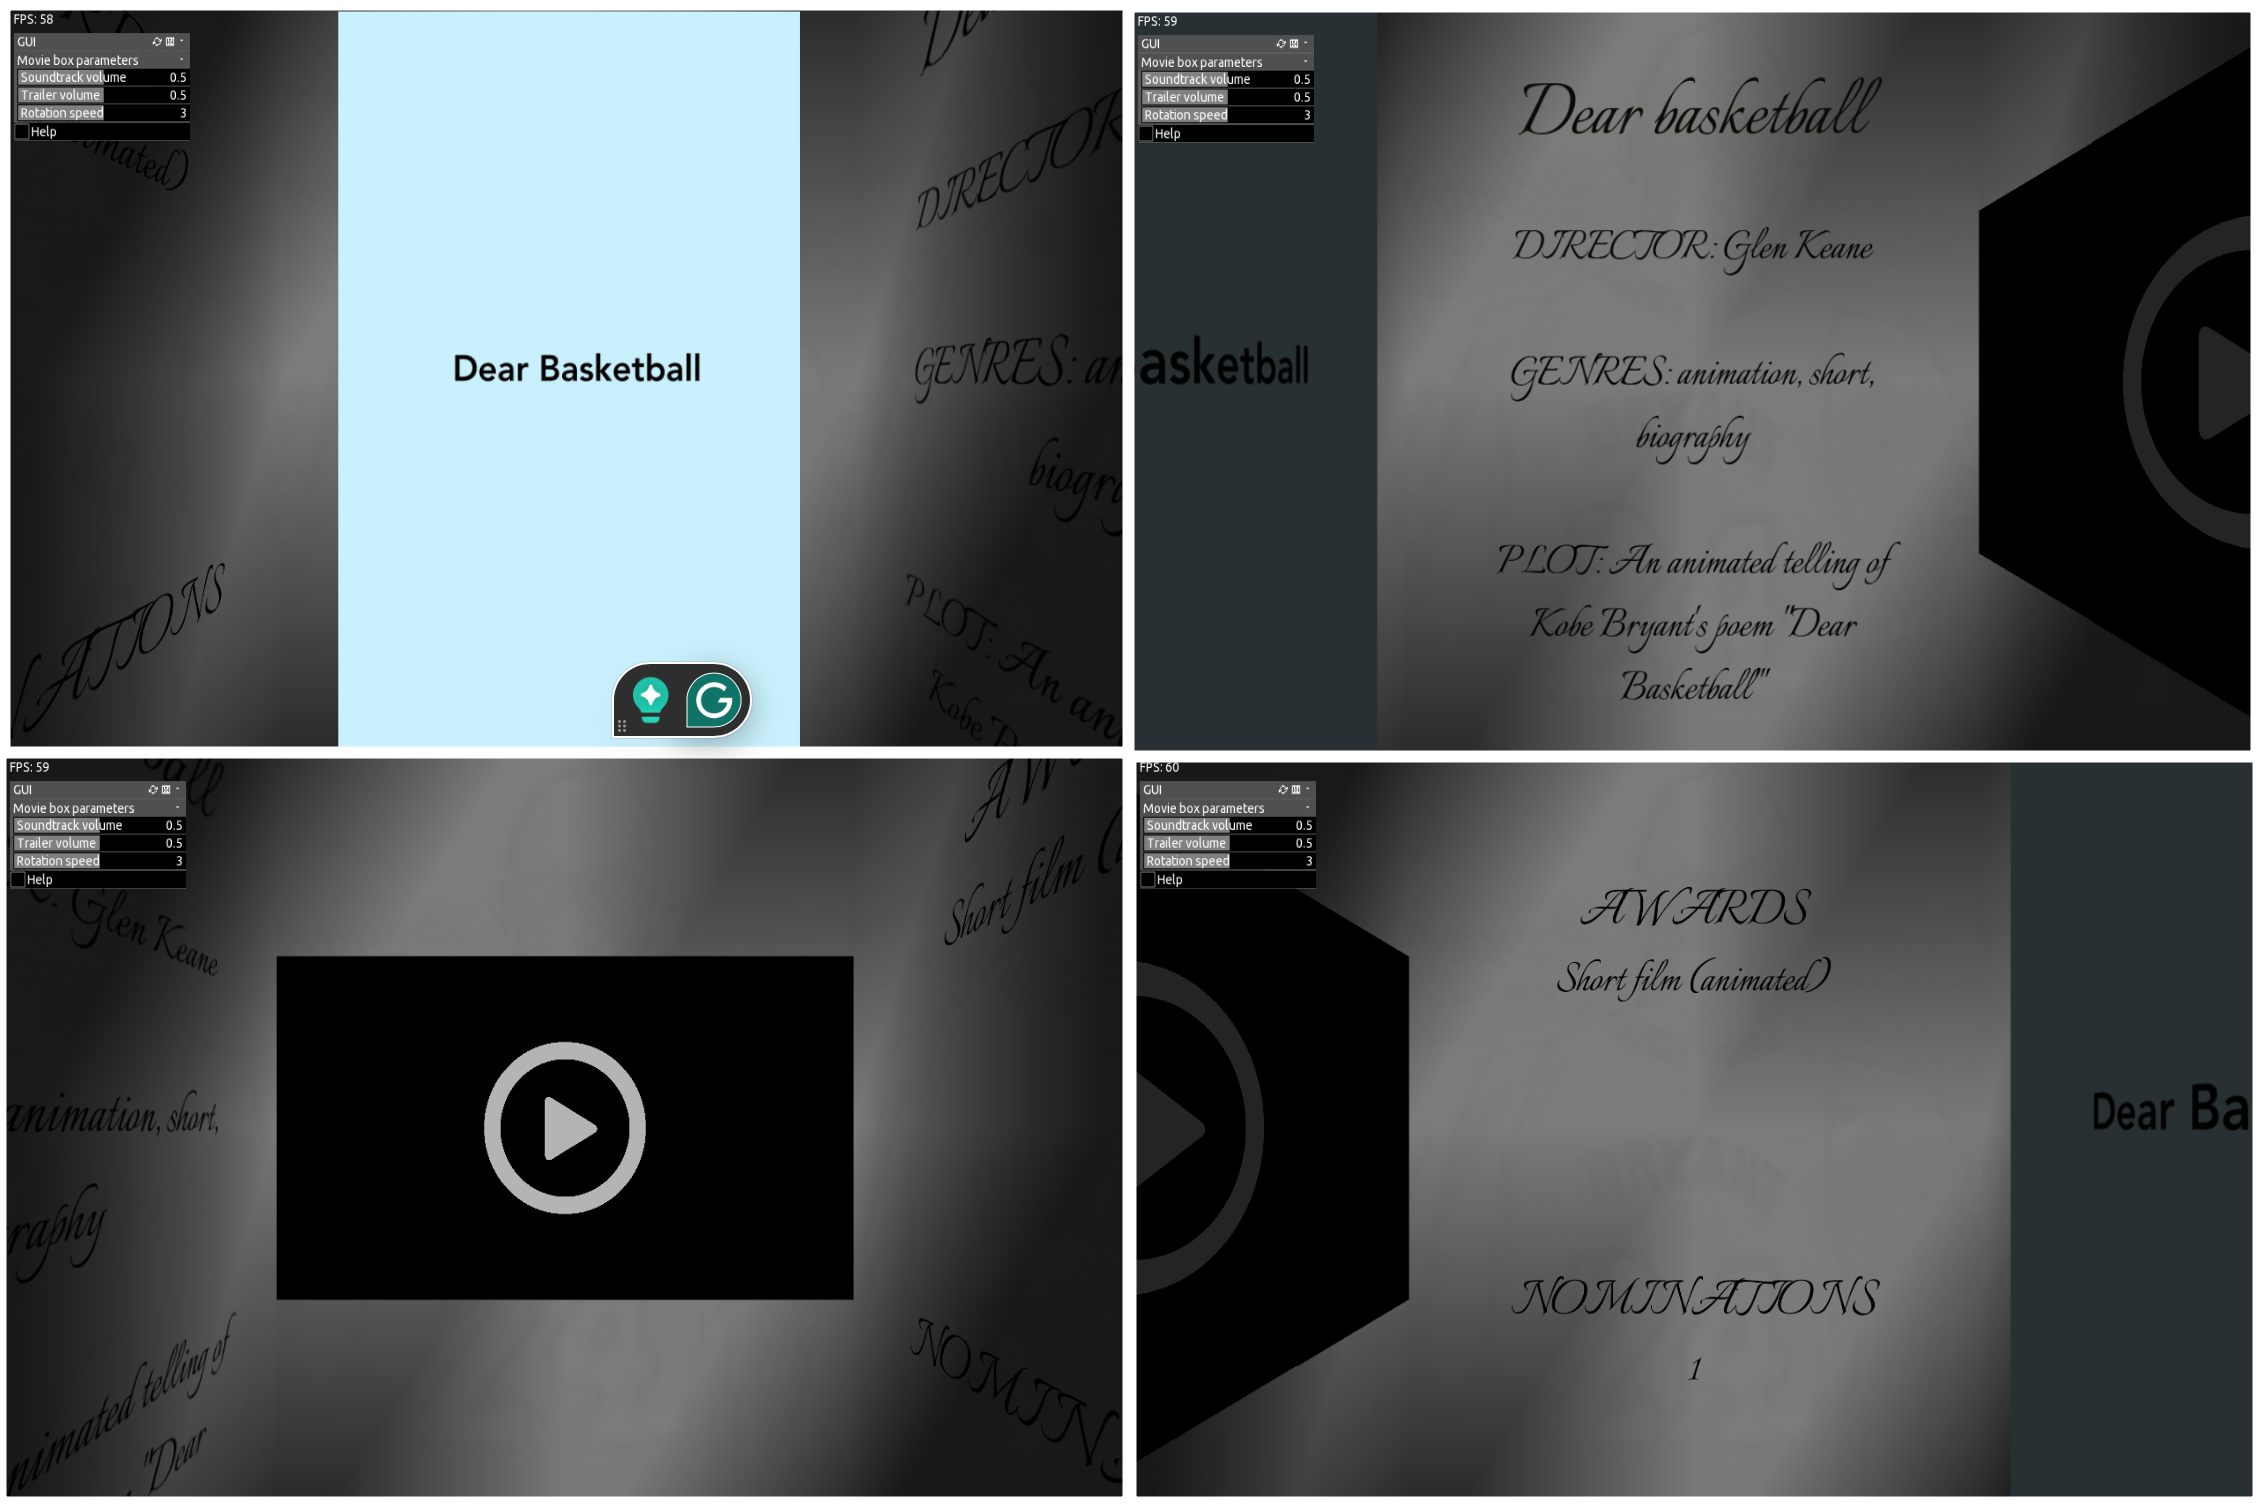 FPS: 58
GUI
Movie box parameters
Soundtrack volume 0.5
Trailer volume 0.5
Rotation speed 3
Help
mated)
ATIONS
Dear Basketball
G
De
DIRECTOR
GENRES: an
biogra
PLOT: An an
Kobe B
FPS: 59
GUI
Movie box parameters
Soundtrack volume 0.5
Trailer volume 0.5
Rotation speed 3
Help
asketball
Dear basketball
DIRECTOR: Glen Keane
GENRES: animation, short,
biography
PLOT: An animated telling of
Kobe Bryant's poem "Dear
Basketball"
FPS: 59
GUI
Movie box parameters
Soundtrack volume 0.5
Trailer volume 0.5
Rotation speed 3
Help
all
: Glen Keane
animation, short,
raphy
nimated telling of
"Dear
AW
Short film (
NOMIN
FPS: 60
GUI
Movie box parameters
Soundtrack volume 0.5
Trailer volume 0.5
Rotation speed 3
Help
AWARDS
Short film (animated)
NOMINATIONS
1
Dear Ba